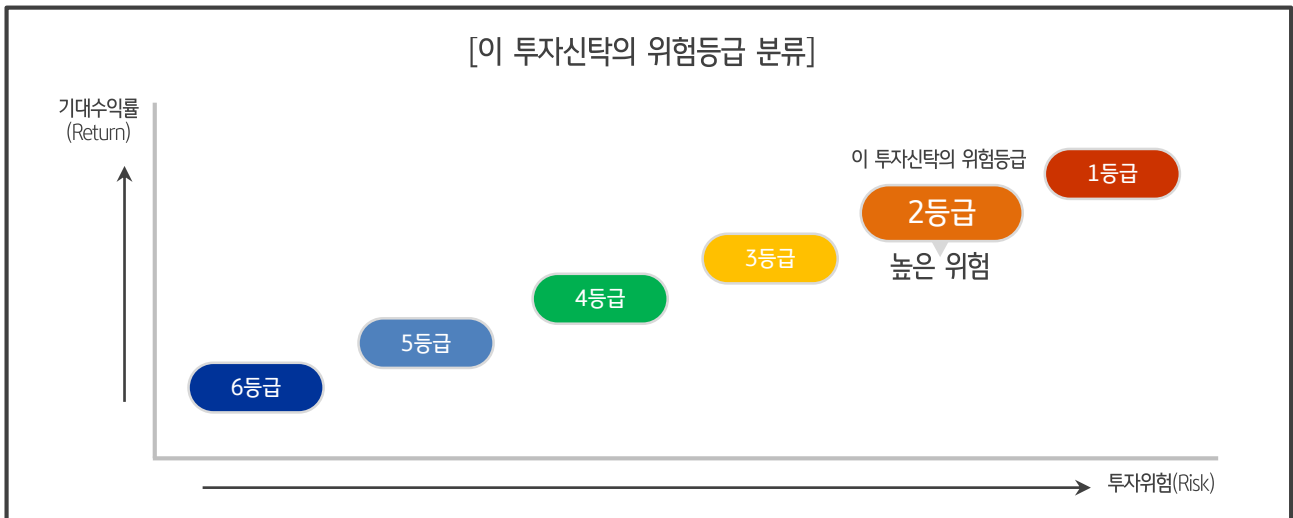 [이 투자신탁의 위험등급 분류]
기대수익률
(Return)
이 투자신탁의 위험등급
1등급
2등급
높은 위험
3등급
4등급
5등급
6등급
투자위험(Risk)